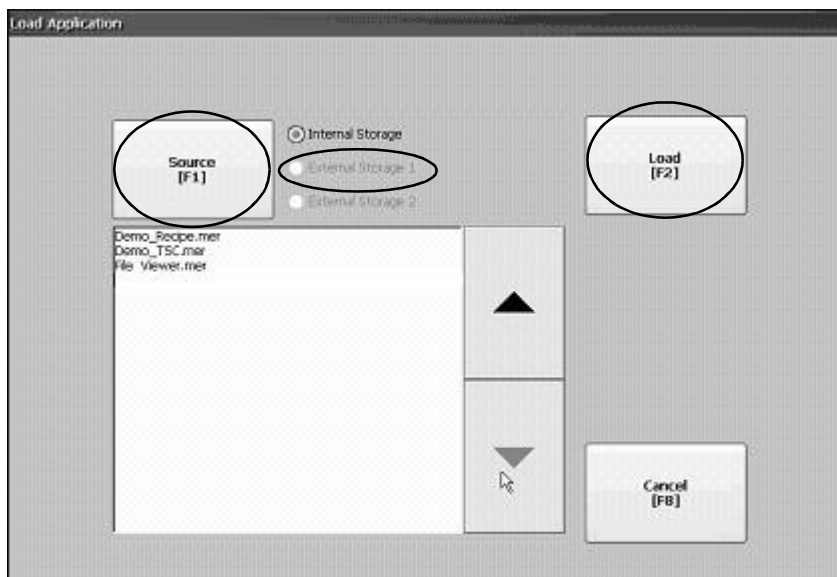 Load Application
Source
[F1]
Internal Storage
External Storage 1
External Storage 2
Load
[F2]
Demo_Recipe.mer
Demo_TSC.mer
File Viewer.mer
Cancel
[F8]